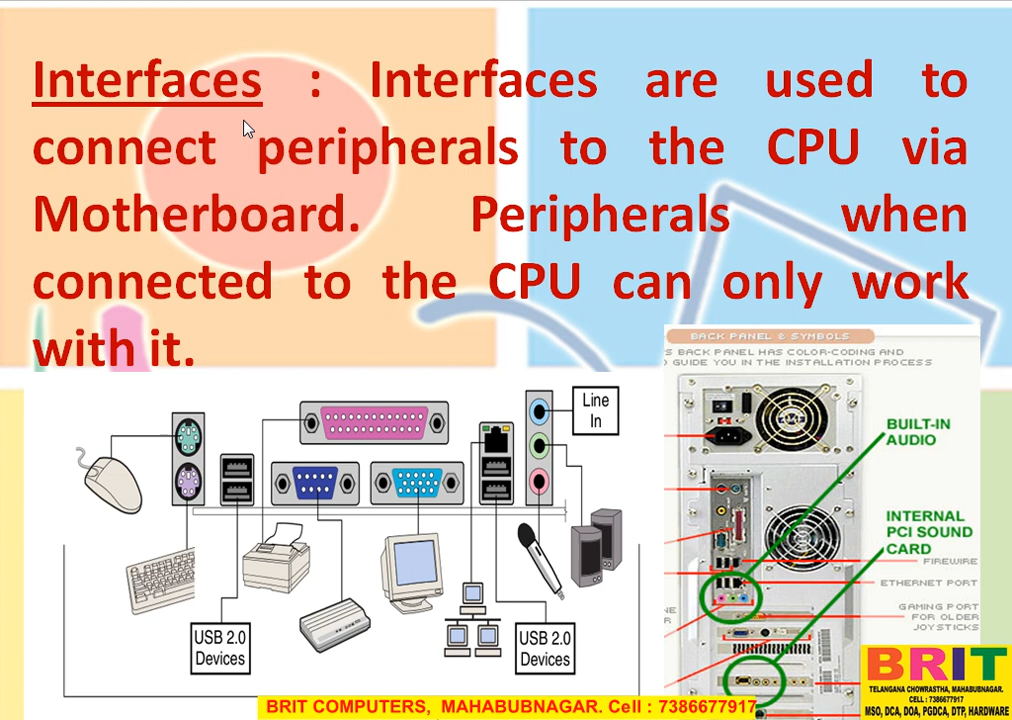 Interfaces : Interfaces are used to
connect peripherals to the CPU via
Motherboard. Peripherals when
connected to the CPU can only work
with it.
BACK PANEL & SYMBOLS
S BACK PANEL HAS COLOR-CODING AND
GUIDE YOU IN THE INSTALLATION PROCESS
Line
In
BUILT-IN
AUDIO
INTERNAL
PCI SOUND
CARD
FIREWIRE
ETHERNET PORT
GAMING PORT
FOR OLDER
JOYSTICKS
USB 2.0
Devices
USB 2.0
Devices
BRIT
TELANGANA CHOWRASTHA, MAHABUBNAGAR.
CELL : 7386677917
MSO, DCA, DOA, PGDCA, DTP, HARDWARE
BRIT COMPUTERS, MAHABUBNAGAR. Cell : 7386677917